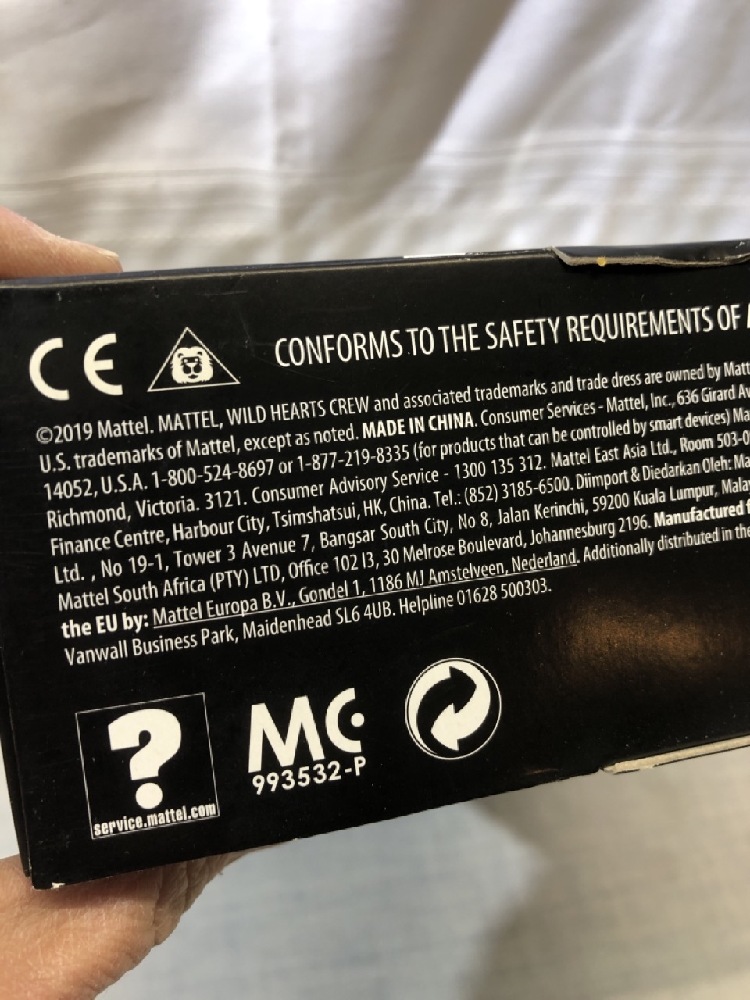 CE
CONFORMS TO THE SAFETY REQUIREMENTS OF
©2019 Mattel. MATTEL, WILD HEARTS CREW and associated trademarks and trade dress are owned by Matt
U.S. trademarks of Mattel, except as noted. MADE IN CHINA. Consumer Services - Mattel, Inc., 636 Girard Av
14052, U.S.A. 1-800-524-8697 or 1-877-219-8335 (for products that can be controlled by smart devices) Ma
Richmond, Victoria. 3121. Consumer Advisory Service - 1300 135 312. Mattel East Asia Ltd., Room 503-0
Finance Centre, Harbour City, Tsimshatsui, HK, China. Tel.: (852) 3185-6500. Diimport & Diedarkan Oleh: Ma
Ltd. , No 19-1, Tower 3 Avenue 7, Bangsar South City, No 8, Jalan Kerinchi, 59200 Kuala Lumpur, Malay
Mattel South Africa (PTY) LTD, Office 102 I3, 30 Melrose Boulevard, Johannesburg 2196. Manufactured f
the EU by: Mattel Europa B.V., Gondel 1, 1186 MJ Amstelveen, Nederland. Additionally distributed in the
Vanwall Business Park, Maidenhead SL6 4UB. Helpline 01628 500303.
?
service.mattel.com
MC
993532-P